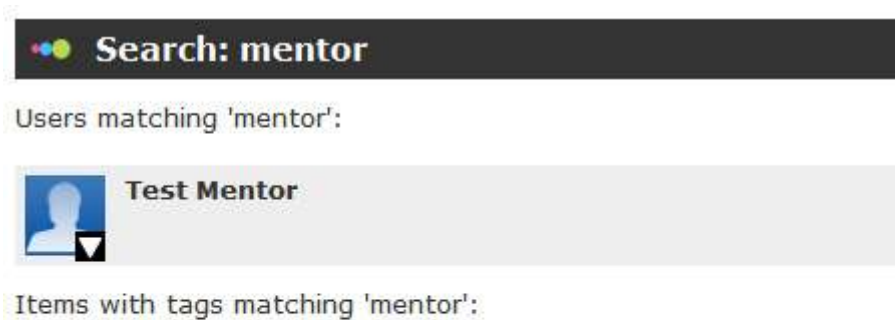 Search: mentor
Users matching 'mentor':
Test Mentor
Items with tags matching 'mentor':